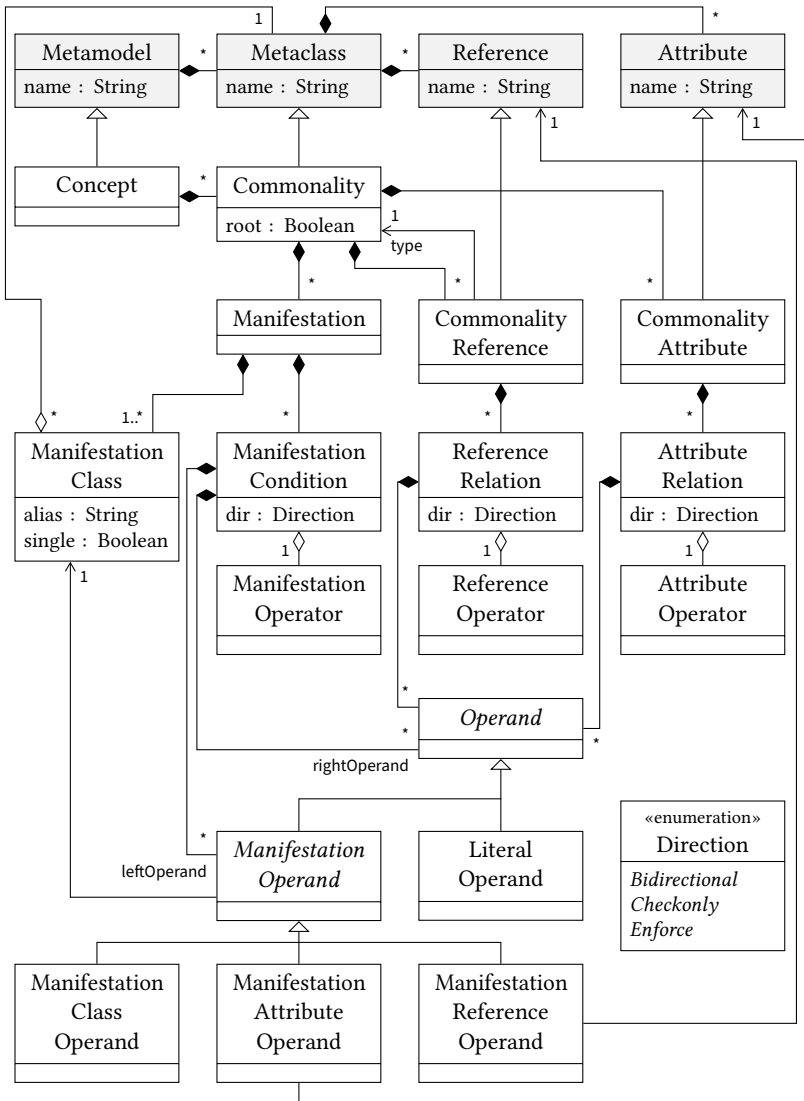 1
*
Metamodel
*
Metaclass
*
Reference
Attribute
name : String
name : String
name : String
name : String
1
1
Concept
*
Commonality
root : Boolean
1
type
*
*
*
Manifestation
Commonality
Reference
Commonality
Attribute
*
1..*
*
*
*
Manifestation
Class
alias : String
single : Boolean
Manifestation
Condition
dir : Direction
Reference
Relation
dir : Direction
Attribute
Relation
dir : Direction
1
1
1
1
Manifestation
Operator
Reference
Operator
Attribute
Operator
*
*
Operand
*
rightOperand
*
leftOperand
Manifestation
Operand
Literal
Operand
«enumeration»
Direction
Bidirectional
Checkonly
Enforce
Manifestation
Class
Operand
Manifestation
Attribute
Operand
Manifestation
Reference
Operand